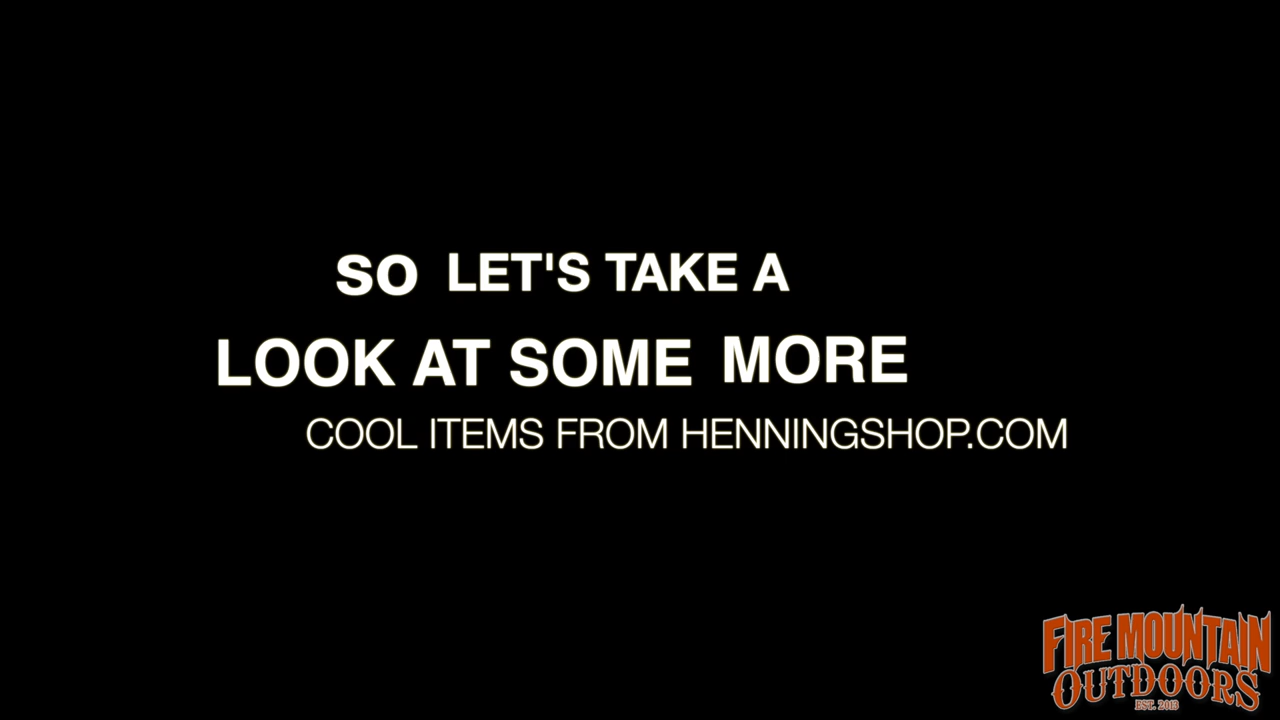 SO LET'S TAKE A
LOOK AT SOME MORE
COOL ITEMS FROM HENNINGSHOP.COM
FIRE MOUNTAIN
OUTDOORS
EST. 2013